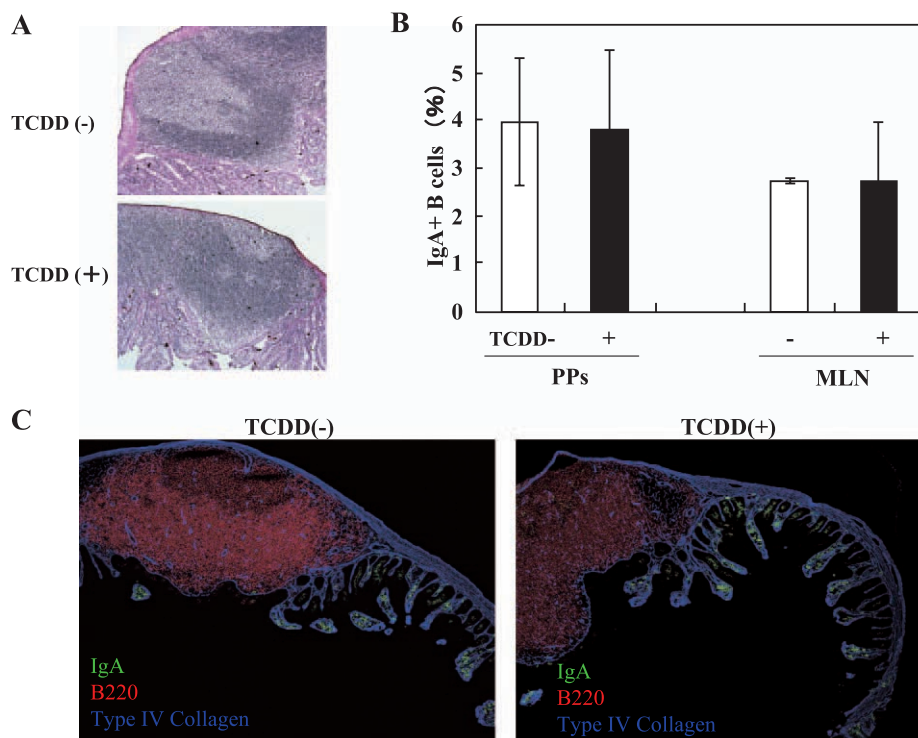 A
TCDD (-)
TCDD (+)
B
IgA+ B cells (%)
6
5
4
3
2
1
0
TCDD- + - +
PPs MLN
C
TCDD(-) TCDD(+)
IgA
B220
Type IV Collagen
IgA
B220
Type IV Collagen